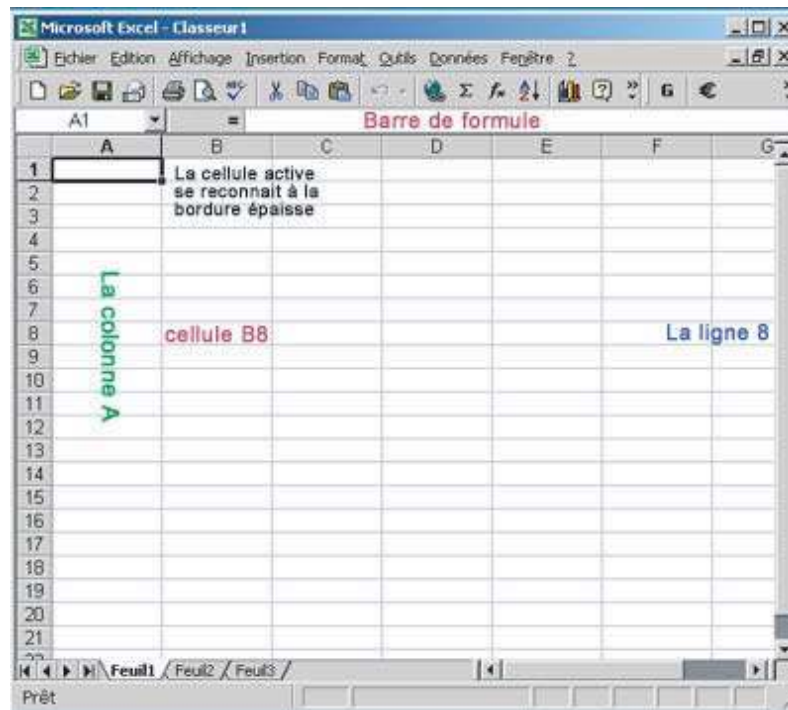 Microsoft Excel - Classeur1
Fichier Edition Affichage Insertion Format Outils Données Fenêtre ?
G €
A1 = Barre de formule
A B C D E F G
1
La cellule active
2
se reconnait à la
3
bordure épaisse
4
5
6
7
8 cellule B8 La ligne 8
9
10
11
12
13
14
15
16
17
18
19
20
21
22
La colonne A
Feuil1 Feuil2 Feuil3
Prêt